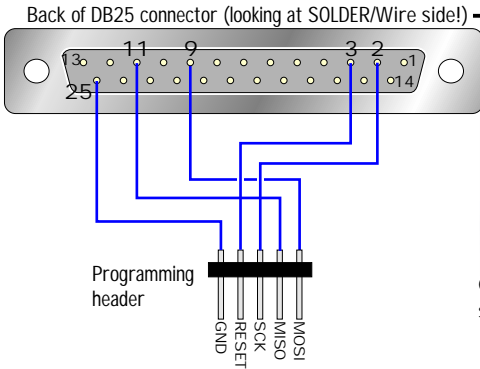 Back of DB25 connector (looking at SOLDER/Wire side!)
13 11 9 3 2 1
25 14
Programming
header
GND
RESET
SCK
MISO
MOSI